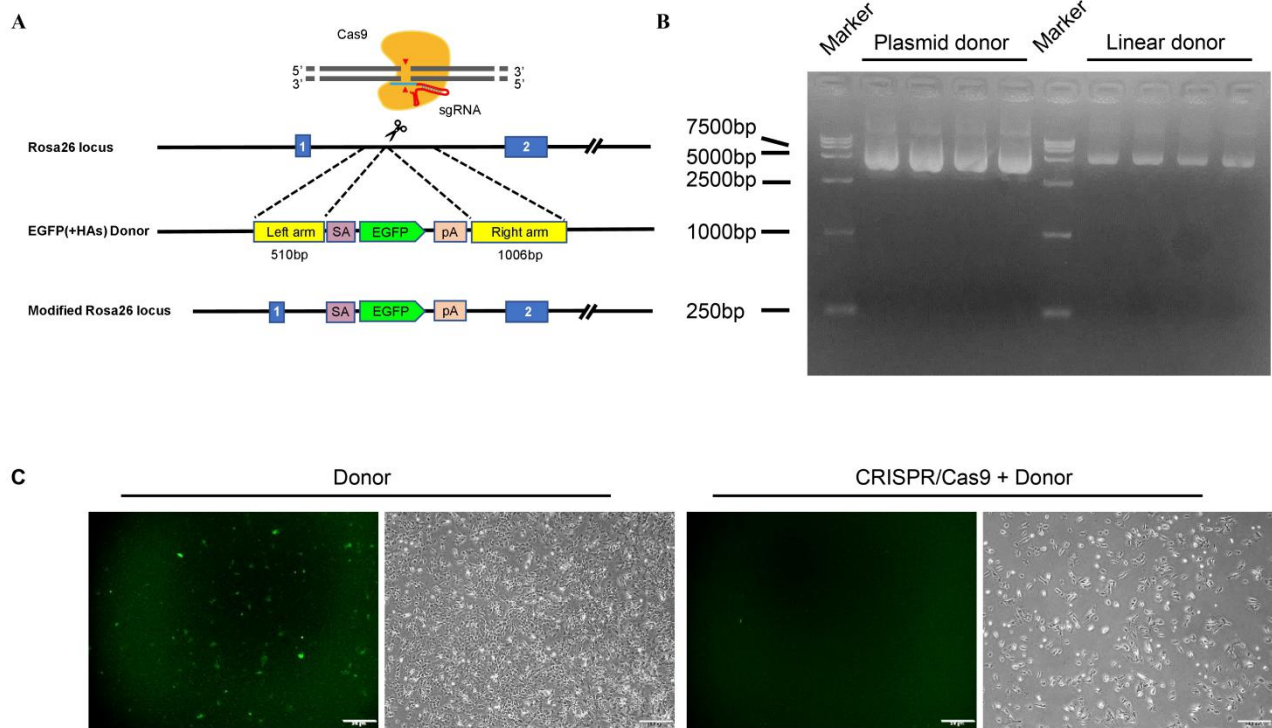 A
Cas9
5’
3’
3’
5’
sgRNA
Rosa26 locus
1
2
EGFP(+HAs) Donor
Left arm
SA
EGFP
pA
Right arm
510bp
1006bp
Modified Rosa26 locus
1
SA
EGFP
pA
2
B
Marker
Plasmid donor
Marker
Linear donor
7500bp
5000bp
2500bp
1000bp
250bp
C
Donor
CRISPR/Cas9 + Donor